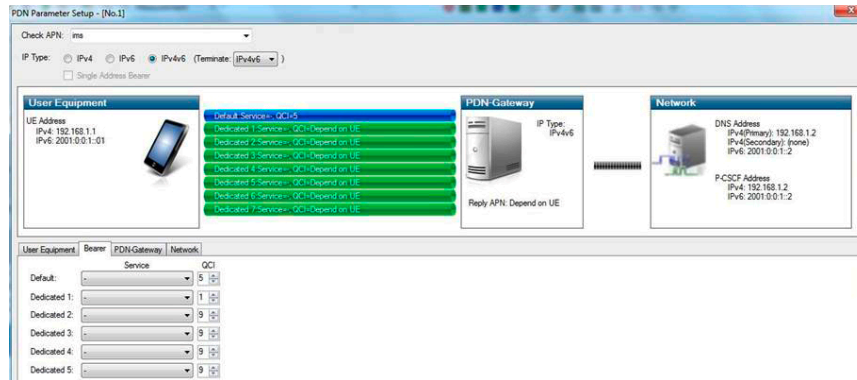 PDN Parameter Setup - [No.1]
Check APN: ims
IP Type: IPv4 IPv6 IPv4v6 (Terminate: IPv4v6 )
Single Address Bearer
User Equipment
UE Address
IPv4: 192.168.1.1
IPv6: 2001:0:0:1::01
Default:Service=-, QCI=5
Dedicated 1:Service=-, QCI=Depend on UE
Dedicated 2:Service=-, QCI=Depend on UE
Dedicated 3:Service=-, QCI=Depend on UE
Dedicated 4:Service=-, QCI=Depend on UE
Dedicated 5:Service=-, QCI=Depend on UE
Dedicated 6:Service=-, QCI=Depend on UE
Dedicated 7:Service=-, QCI=Depend on UE
PDN-Gateway
IP Type:
IPv4v6
Reply APN: Depend on UE
Network
DNS Address
IPv4(Primary): 192.168.1.2
IPv4(Secondary): (none)
IPv6: 2001:0:0:1::2
P-CSCF Address
IPv4: 192.168.1.2
IPv6: 2001:0:0:1::2
User Equipment Bearer PDN-Gateway Network
Service QCI
Default: - 5
Dedicated 1: - 1
Dedicated 2: - 9
Dedicated 3: - 9
Dedicated 4: - 9
Dedicated 5: - 9